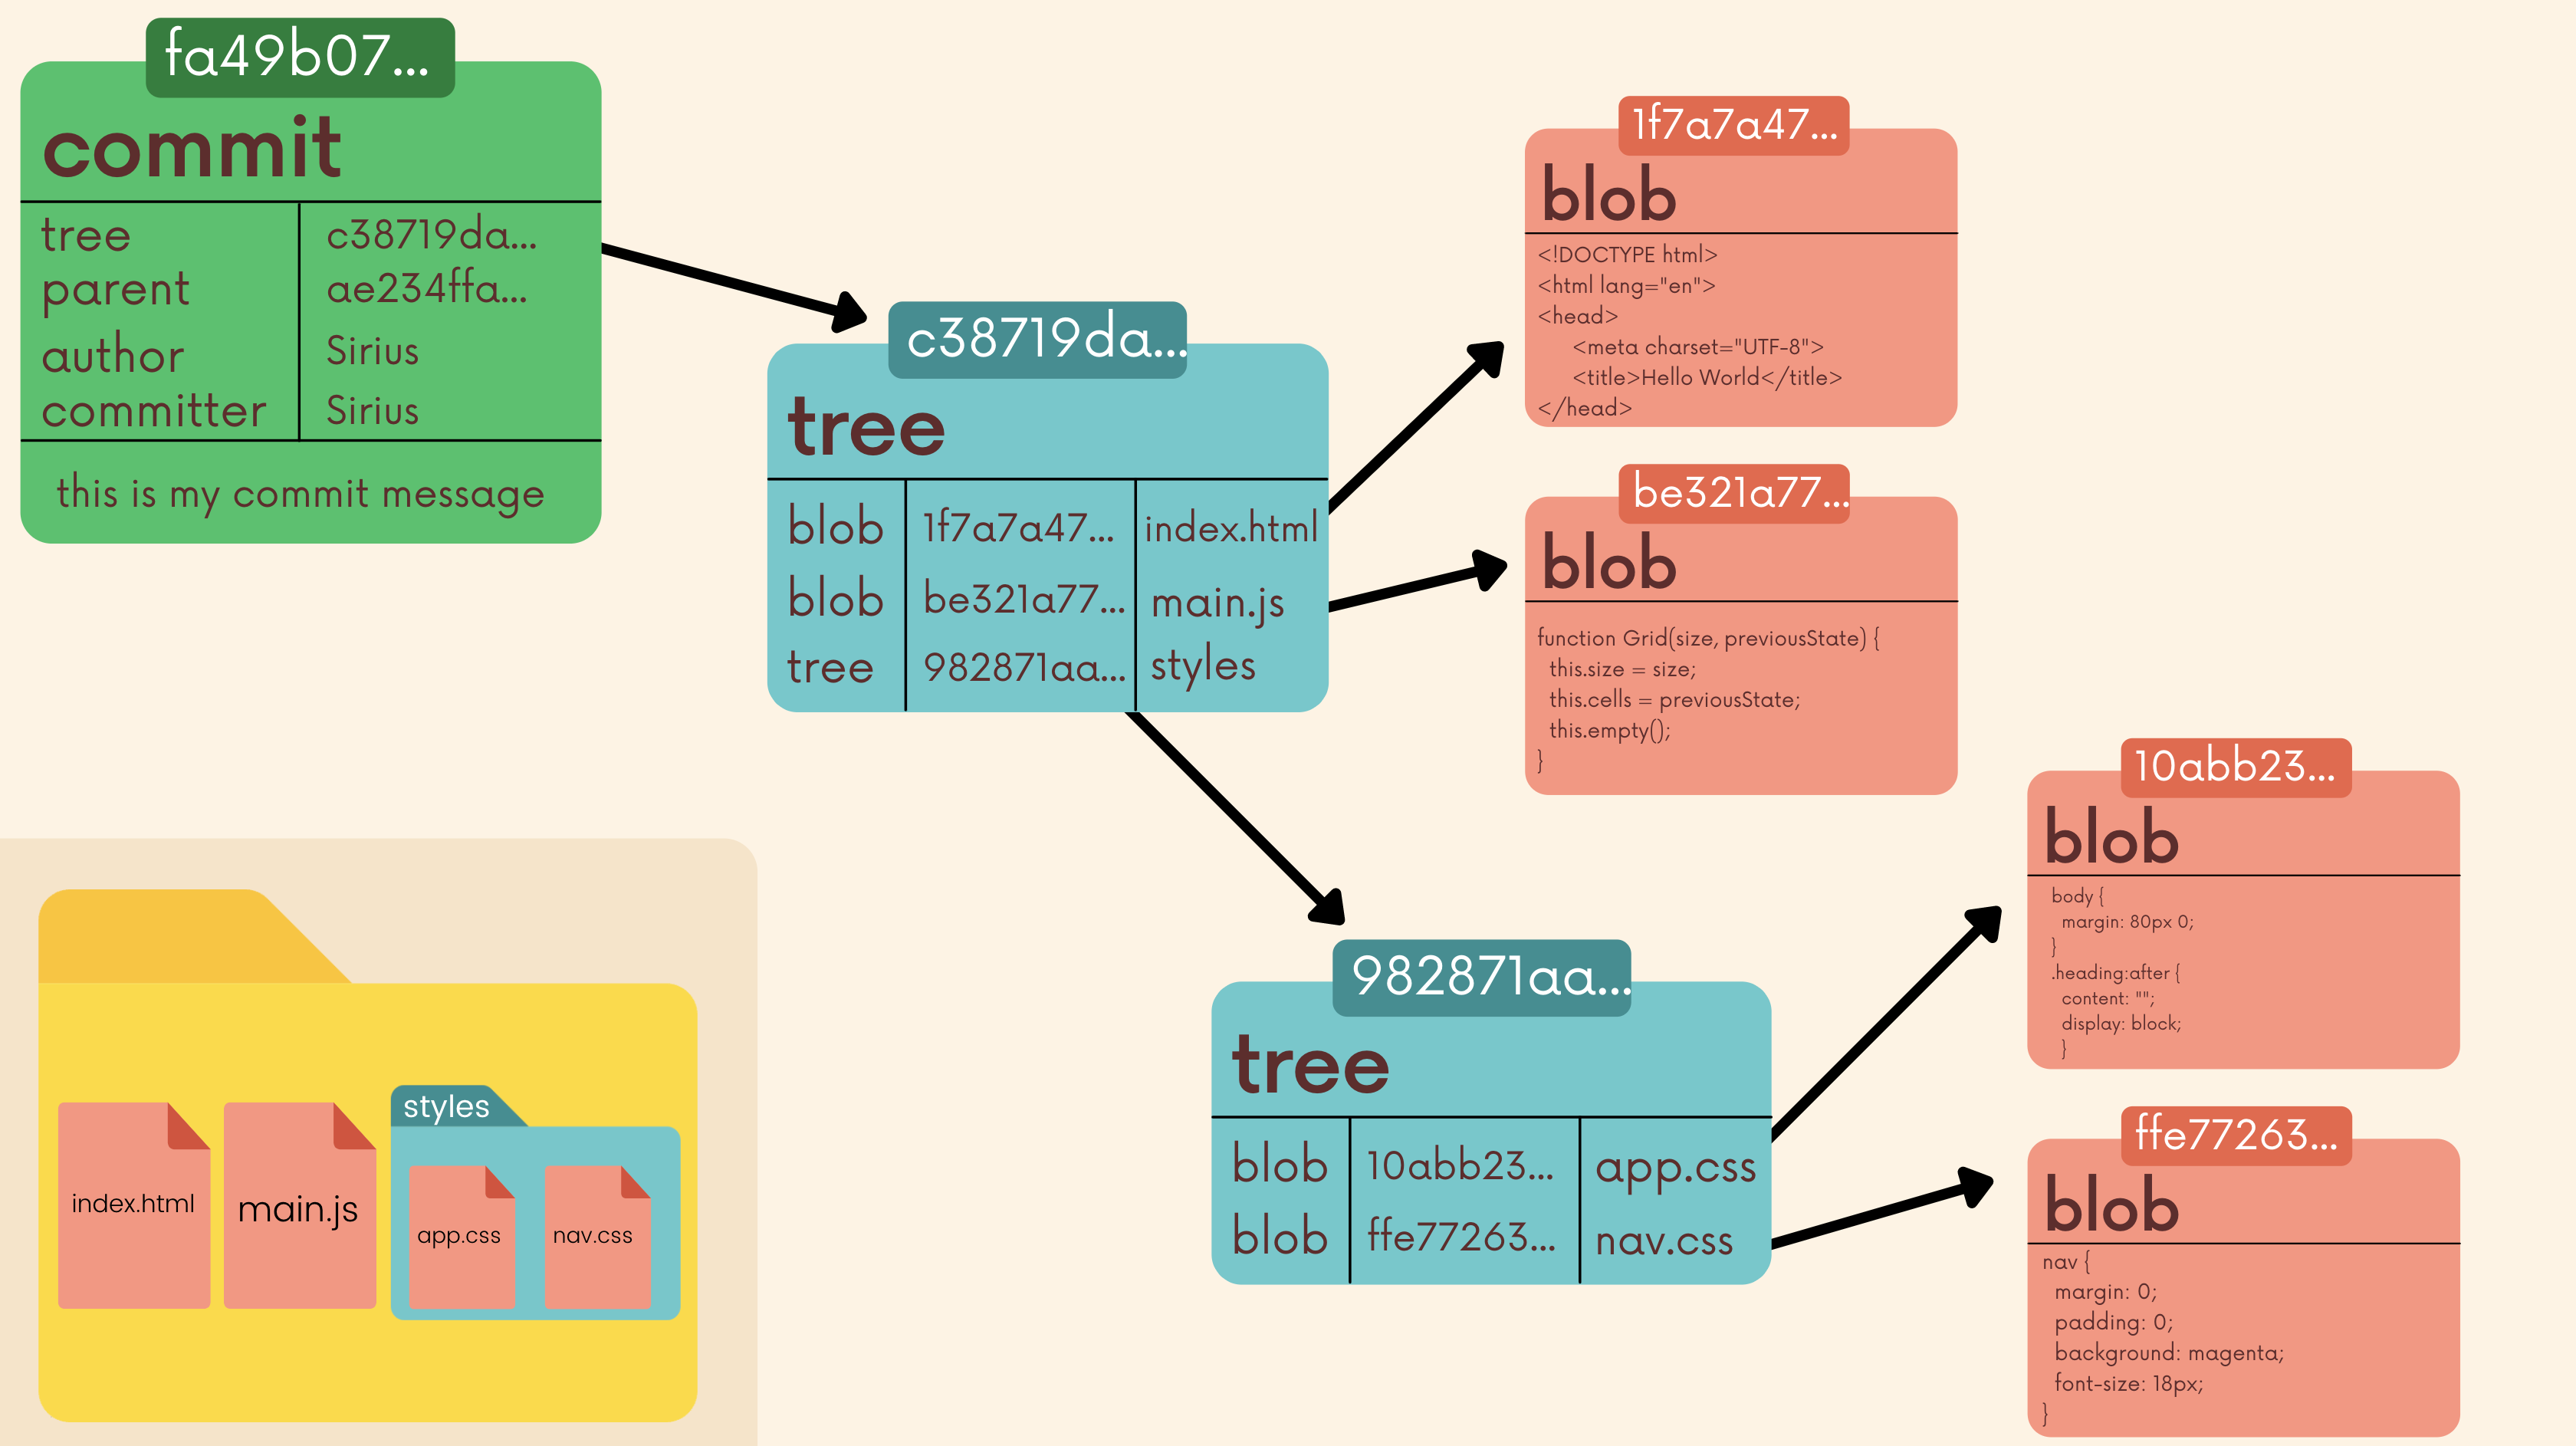 fa49b07...
commit
tree c38719da...
parent ae234ffa...
author Sirius
committer Sirius
this is my commit message
c38719da...
tree
blob 1f7a7a47... index.html
blob be321a77... main.js
tree 982871aa... styles
1f7a7a47...
blob
<!DOCTYPE html>
<html lang="en">
<head>
<meta charset="UTF-8">
<title>Hello World</title>
</head>
be321a77...
blob
function Grid(size, previousState) {
this.size = size;
this.cells = previousState;
this.empty();
}
982871aa...
tree
blob 10abb23... app.css
blob ffe77263... nav.css
10abb23...
blob
body {
margin: 80px 0;
}
.heading:after {
content: "";
display: block;
}
ffe77263...
blob
nav {
margin: 0;
padding: 0;
background: magenta;
font-size: 18px;
}
index.html
main.js
styles
app.css
nav.css